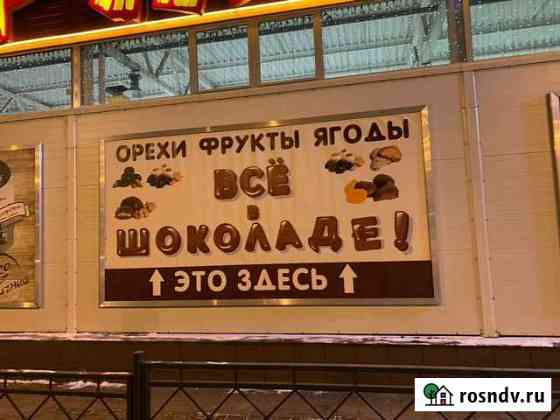 ОРЕХИ ФРУКТЫ ЯГОДЫ
ВСЁ
В
ШОКОЛАДЕ!
↑ ЭТО ЗДЕСЬ ↑
rosndv.ru